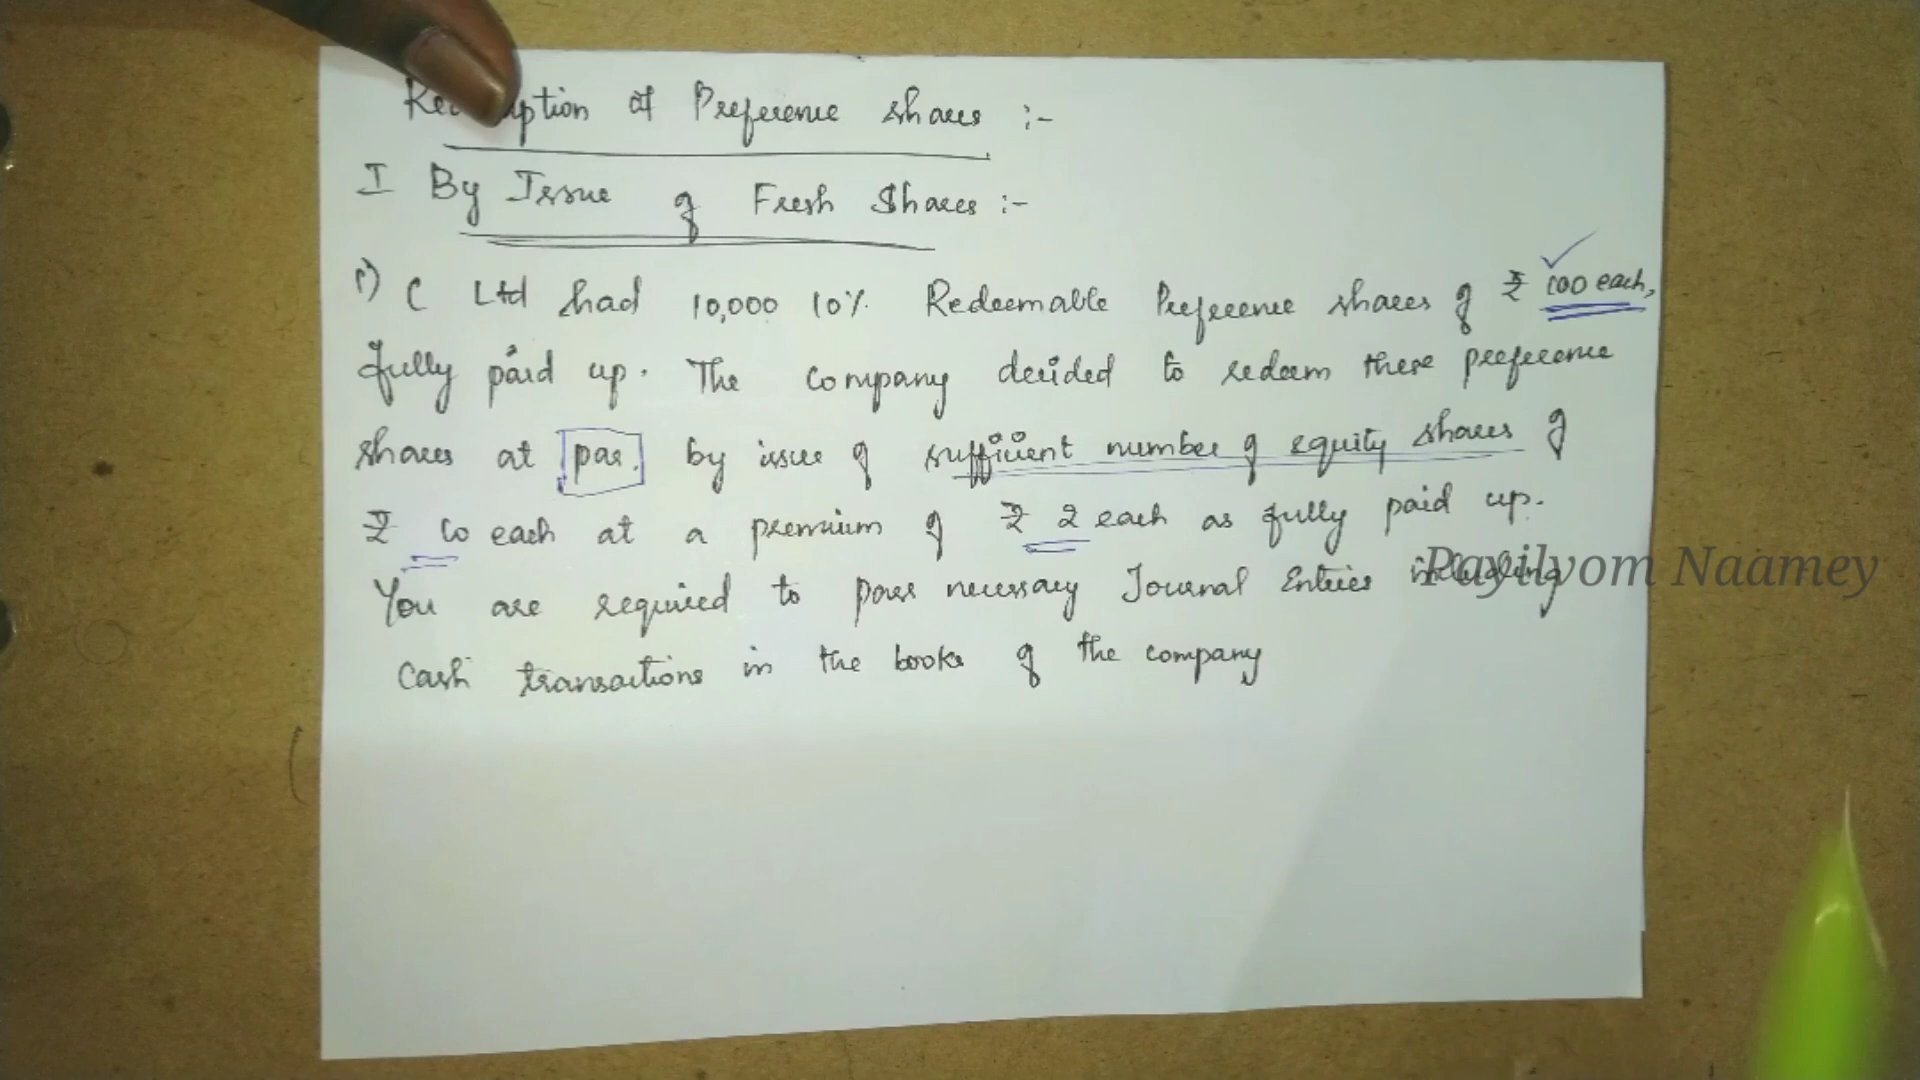 Redemption of Preference shares :-
I By Issue of Fresh Shares :-
1) C Ltd had 10,000 10% Redeemable Preference shares of ₹ 100 each,
fully paid up. The company decided to redeem these preference
shares at par. by issue of sufficient number of equity shares of
₹ 10 each at a premium of ₹ 2 each as fully paid up.
You are required to pass necessary Journal Entries including
Payilvom Naamey
cash transactions in the books of the company